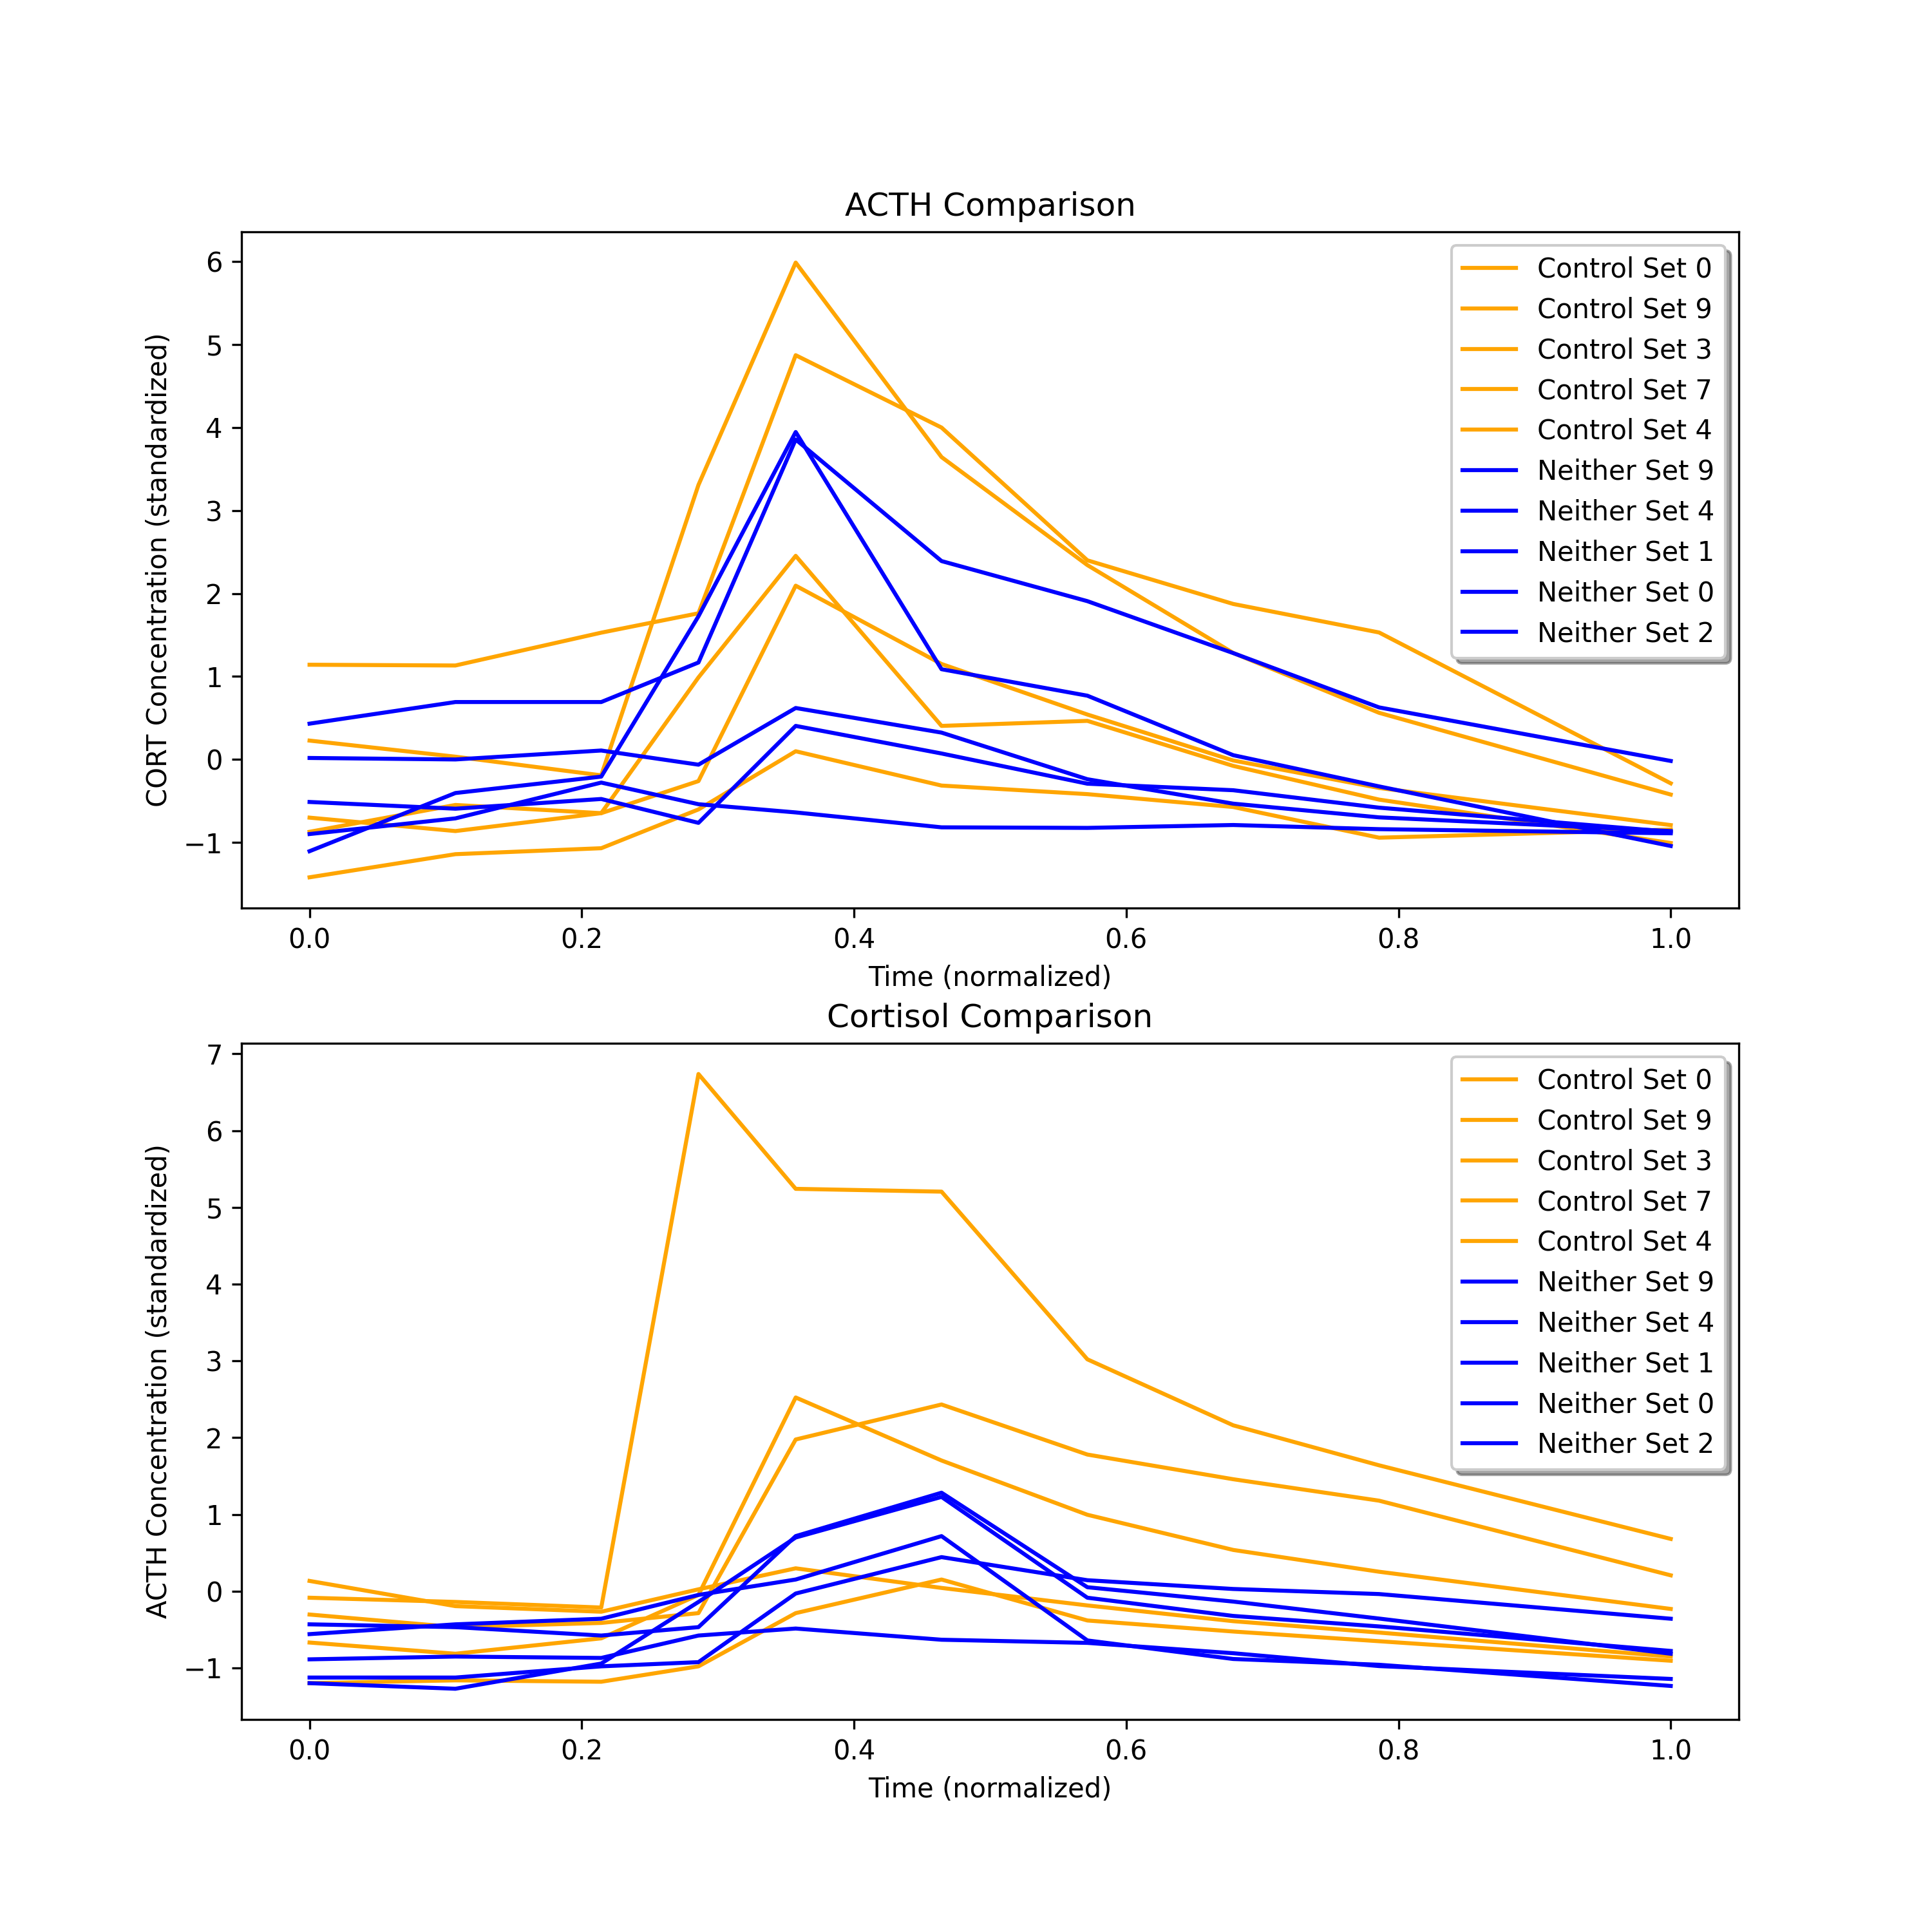 ACTH Comparison
CORT Concentration (standardized)
6
5
4
3
2
1
0
−1
Control Set 0
Control Set 9
Control Set 3
Control Set 7
Control Set 4
Neither Set 9
Neither Set 4
Neither Set 1
Neither Set 0
Neither Set 2
0.0 0.2 0.4 0.6 0.8 1.0
Time (normalized)
Cortisol Comparison
ACTH Concentration (standardized)
7
6
5
4
3
2
1
0
−1
Control Set 0
Control Set 9
Control Set 3
Control Set 7
Control Set 4
Neither Set 9
Neither Set 4
Neither Set 1
Neither Set 0
Neither Set 2
0.0 0.2 0.4 0.6 0.8 1.0
Time (normalized)